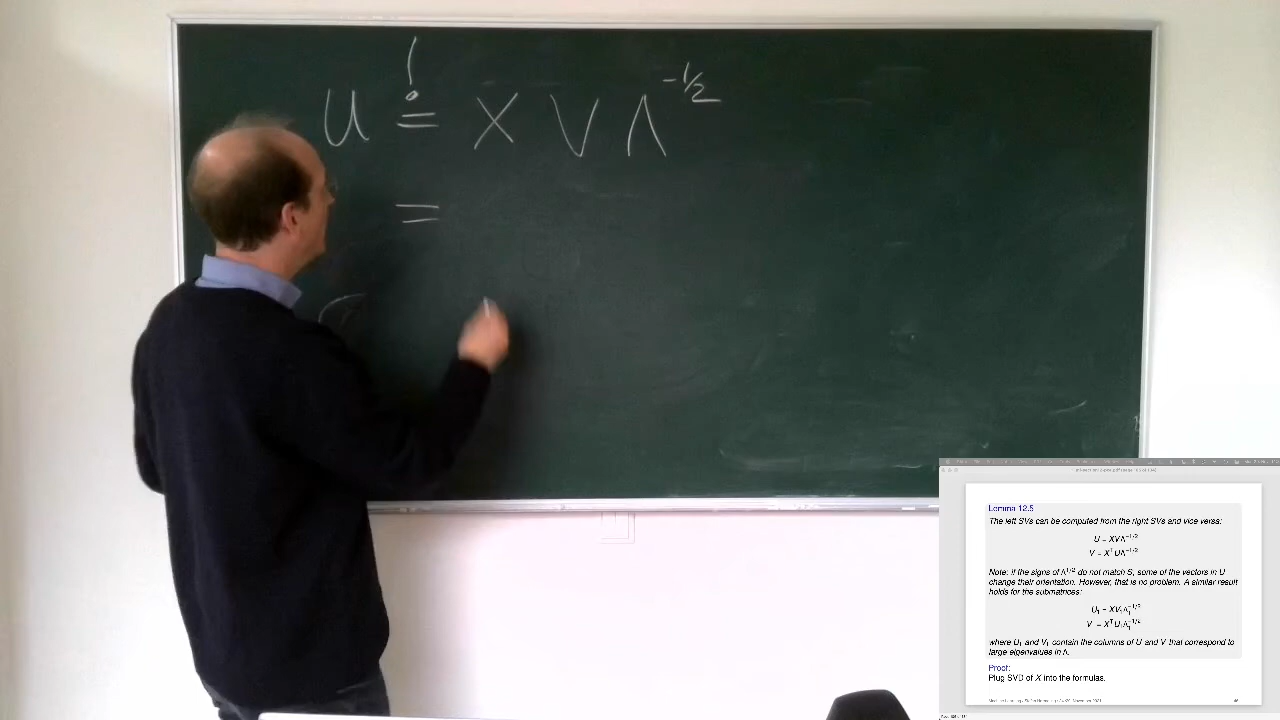 U != X V Λ^{-1/2}
=
Lemma 12.5
The left SVs can be computed from the right SVs and vice versa:
U = XVΛ^{-1/2}
V = X^T UΛ^{-1/2}
Note: if the signs of Λ^{1/2} do not match S, some of the vectors in U
change their orientation. However, that is no problem. A similar result
holds for the submatrices:
U₁ = XV₁Λ₁^{-1/2}
where U₁ and V₁ contain the columns of U and V that correspond to
large eigenvalues in Λ.
Proof:
Plug SVD of X into the formulas.